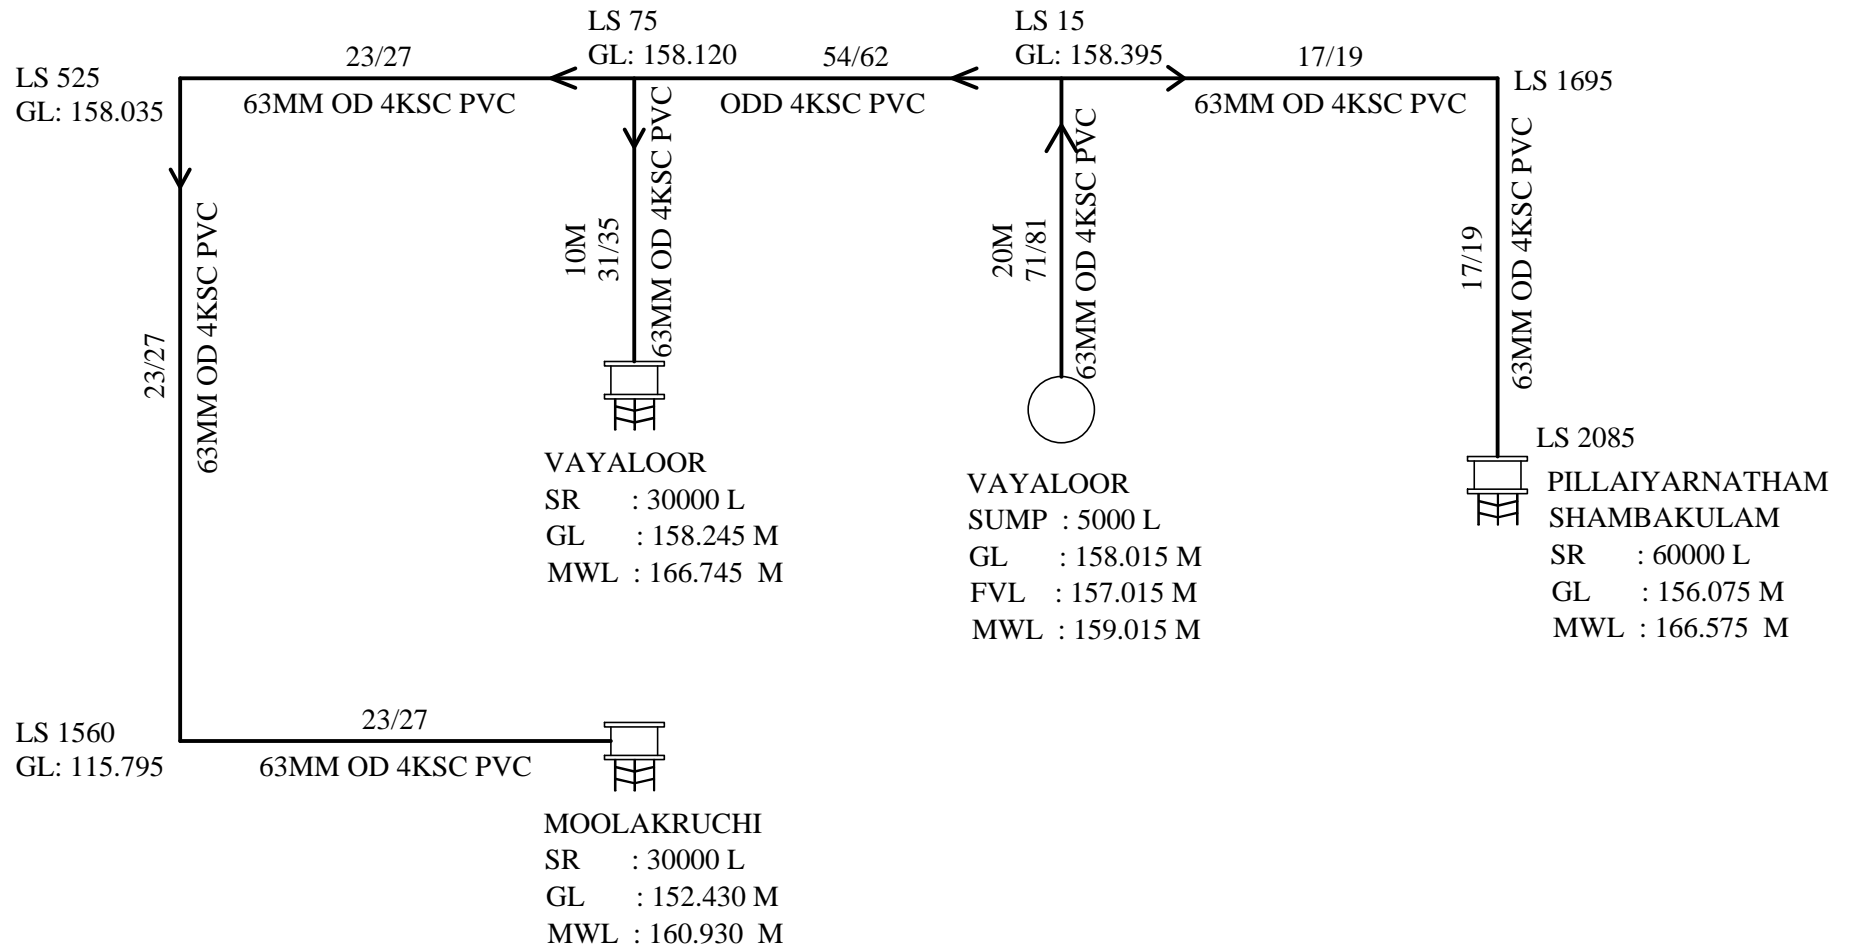 LS 75
GL: 158.120
LS 15
GL: 158.395
23/27
54/62
17/19
LS 525
GL: 158.035
63MM OD 4KSC PVC
ODD 4KSC PVC
63MM OD 4KSC PVC
LS 1695
10M
31/35
63MM OD 4KSC PVC
20M
71/81
63MM OD 4KSC PVC
17/19
63MM OD 4KSC PVC
23/27
63MM OD 4KSC PVC
VAYALOOR
SR : 30000 L
GL : 158.245 M
MWL : 166.745 M
VAYALOOR
SUMP : 5000 L
GL : 158.015 M
FVL : 157.015 M
MWL : 159.015 M
LS 2085
PILLAIYARNATHAM
SHAMBAKULAM
SR : 60000 L
GL : 156.075 M
MWL : 166.575 M
LS 1560
GL: 115.795
23/27
63MM OD 4KSC PVC
MOOLAKRUCHI
SR : 30000 L
GL : 152.430 M
MWL : 160.930 M